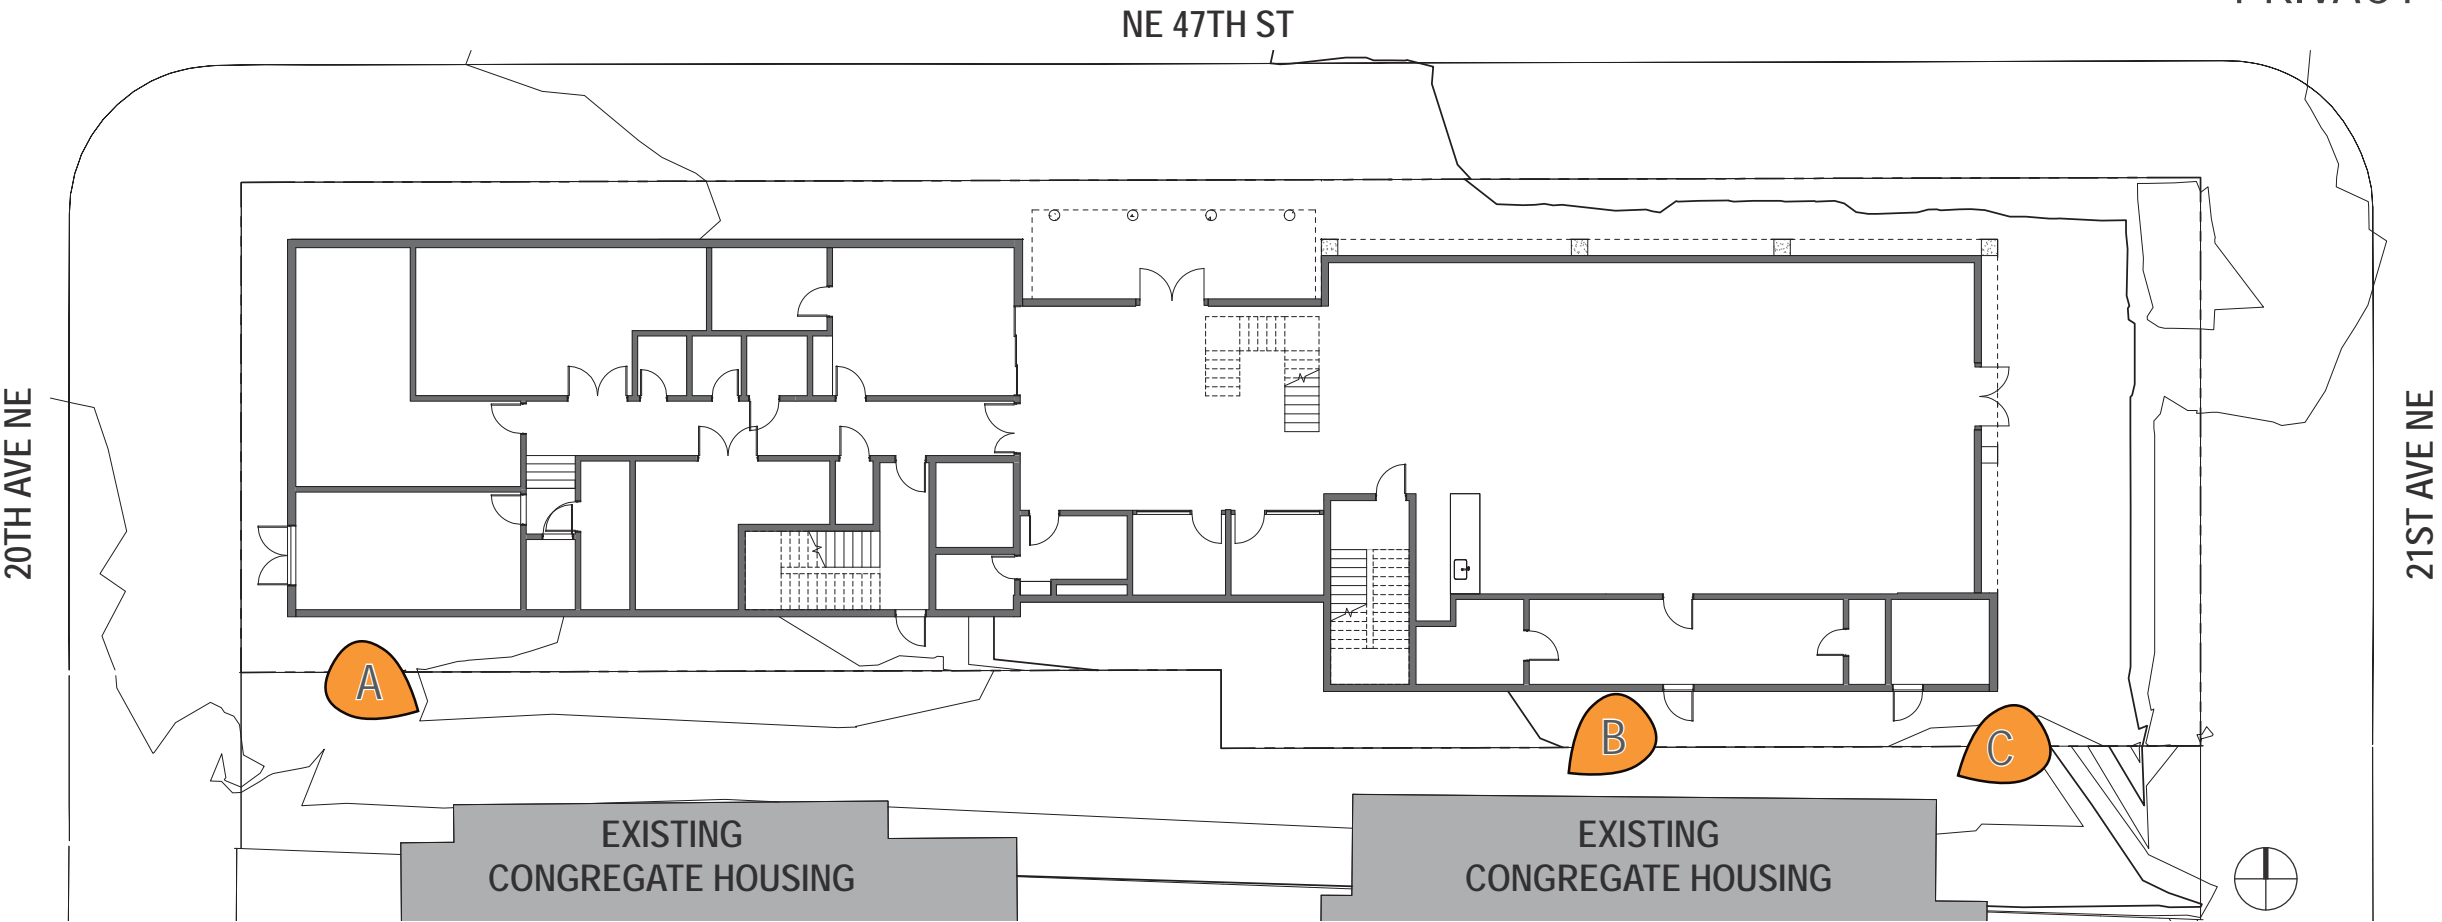 NE 47TH ST
20TH AVE NE
21ST AVE NE
A
B
C
EXISTING
CONGREGATE HOUSING
EXISTING
CONGREGATE HOUSING